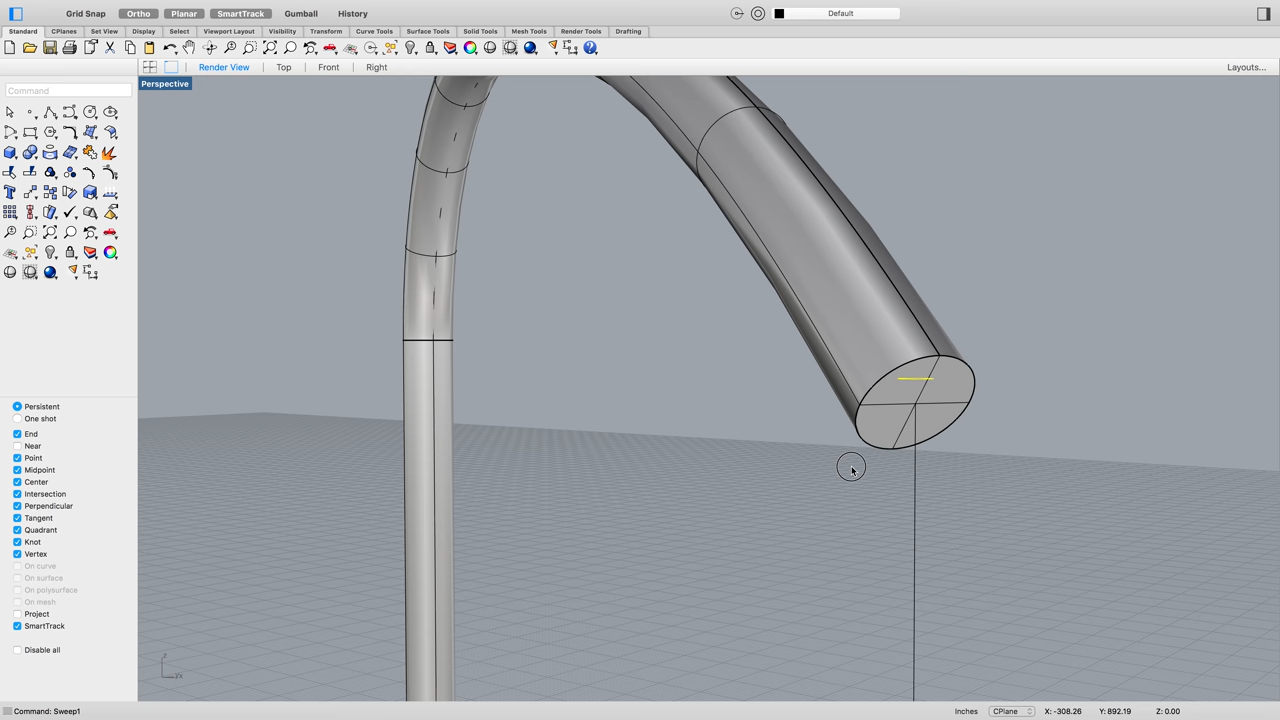 Grid Snap Ortho Planar SmartTrack Gumball History Default
Standard CPlanes Set View Display Select Viewport Layout Visibility Transform Curve Tools Surface Tools Solid Tools Mesh Tools Render Tools Drafting
Render View Top Front Right Layouts...
Perspective
Command
Persistent
One shot
End
Near
Point
Midpoint
Center
Intersection
Perpendicular
Tangent
Quadrant
Knot
Vertex
On curve
On surface
On polysurface
On mesh
Project
SmartTrack
Disable all
z
yx
Command: Sweep1 Inches CPlane X: -308.26 Y: 892.19 Z: 0.00